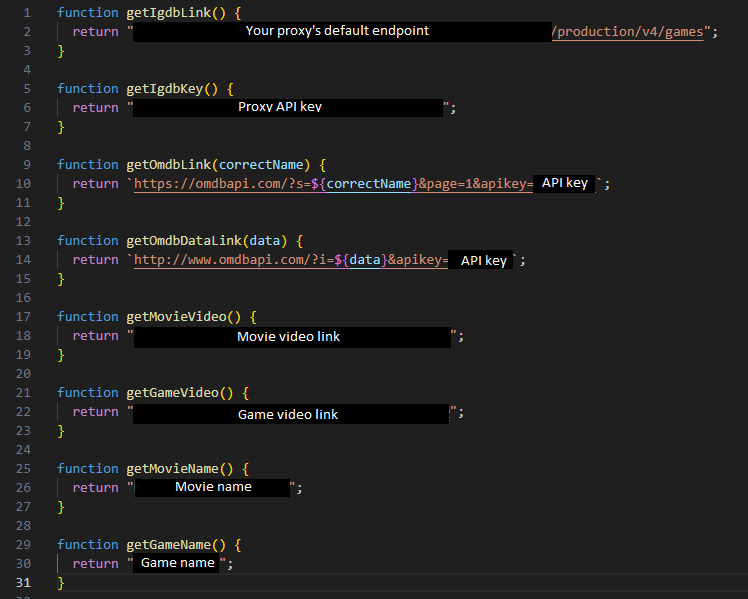 1 function getIgdbLink() {
2 return "Your proxy's default endpoint/production/v4/games";
3 }
4
5 function getIgdbKey() {
6 return "Proxy API key";
7 }
8
9 function getOmdbLink(correctName) {
10 return `https://omdbapi.com/?s=${correctName}&page=1&apikey=API key`;
11 }
12
13 function getOmdbDataLink(data) {
14 return `http://www.omdbapi.com/?i=${data}&apikey=API key`;
15 }
16
17 function getMovieVideo() {
18 return "Movie video link";
19 }
20
21 function getGameVideo() {
22 return "Game video link";
23 }
24
25 function getMovieName() {
26 return "Movie name";
27 }
28
29 function getGameName() {
30 return "Game name";
31 }